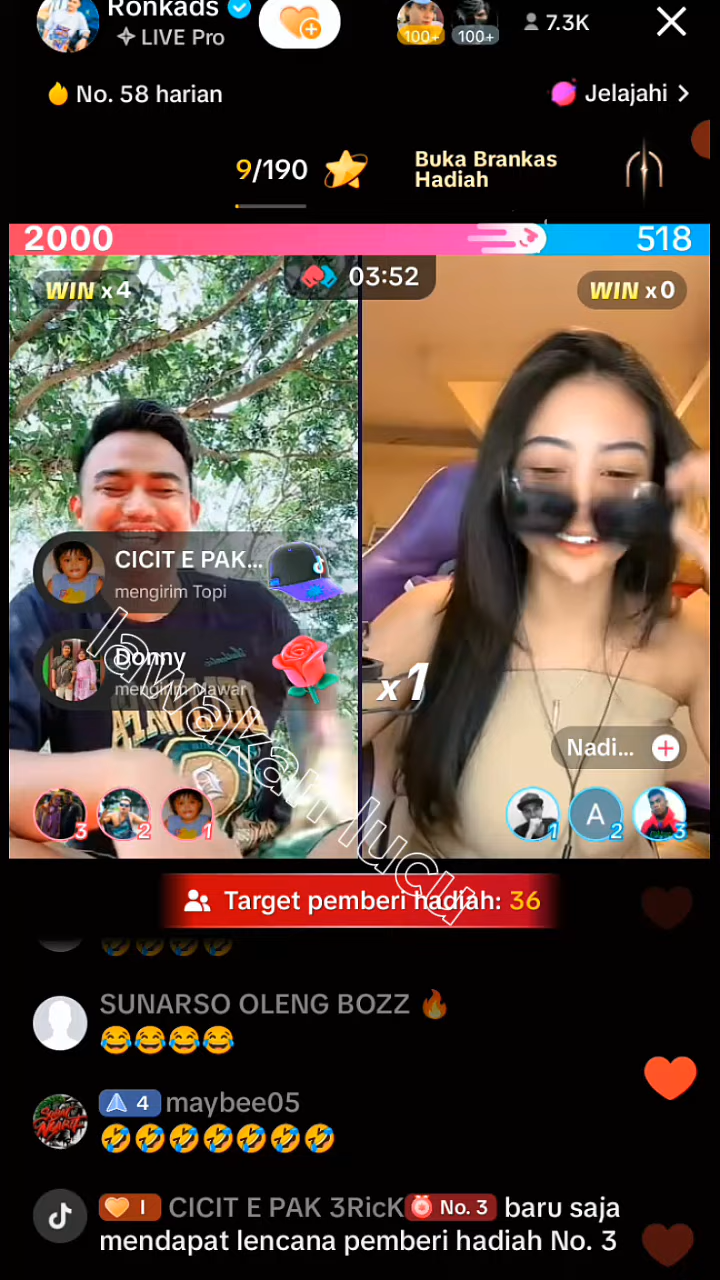 Ronkads
LIVE Pro
100+
100+
7.3K
No. 58 harian
Jelajahi >
9/190
Buka Brankas
Hadiah
2000
518
WIN x4
03:52
WIN x0
CICIT E PAK...
mengirim Topi
Donny
mengirim Mawar
x1
lawakan lucu
Nadi...
3
2
1
1
A
2
3
Target pemberi hadiah: 36
🤣🤣🤣🤣
SUNARSO OLENG BOZZ 🔥
😂😂😂😂
4 maybee05
🤣🤣🤣🤣🤣🤣🤣
I CICIT E PAK 3RicK No. 3 baru saja
mendapat lencana pemberi hadiah No. 3